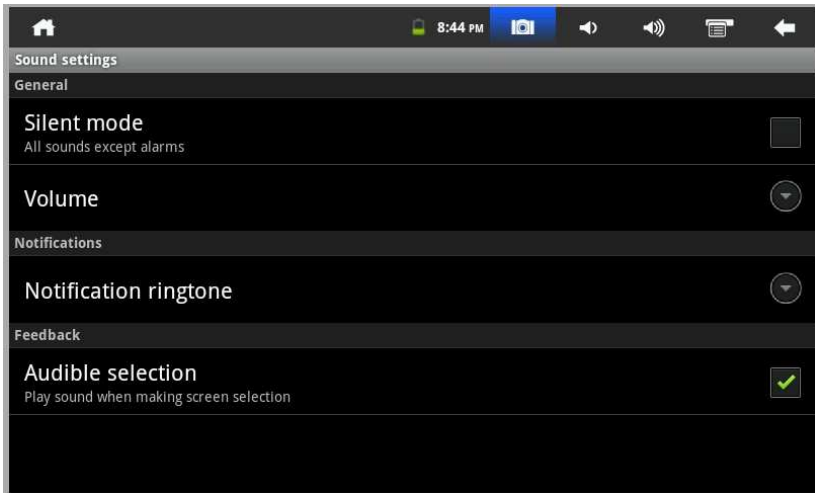 8:44 PM
Sound settings
General
Silent mode
All sounds except alarms
Volume
Notifications
Notification ringtone
Feedback
Audible selection
Play sound when making screen selection